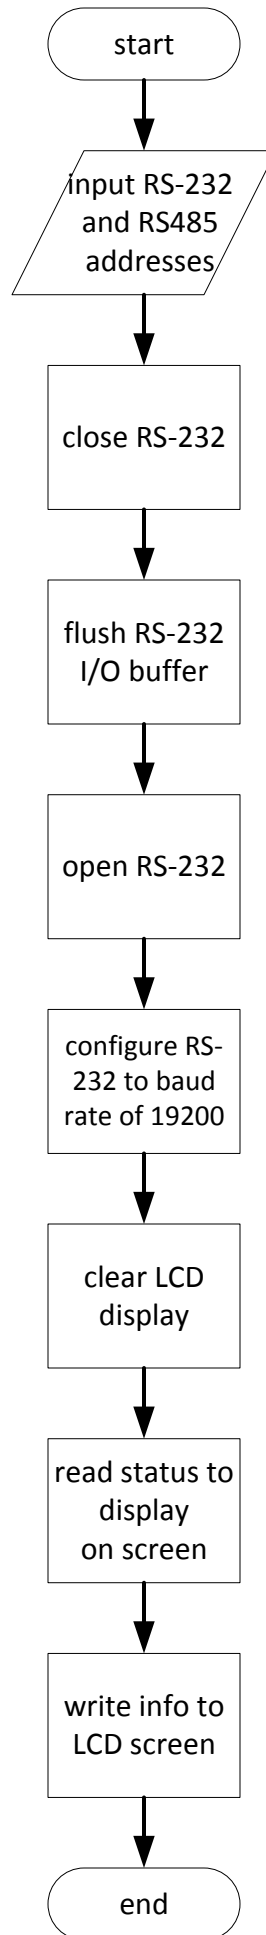 start
input RS-232
and RS485
addresses
close RS-232
flush RS-232
I/O buffer
open RS-232
configure RS-
232 to baud
rate of 19200
clear LCD
display
read status to
display
on screen
write info to
LCD screen
end